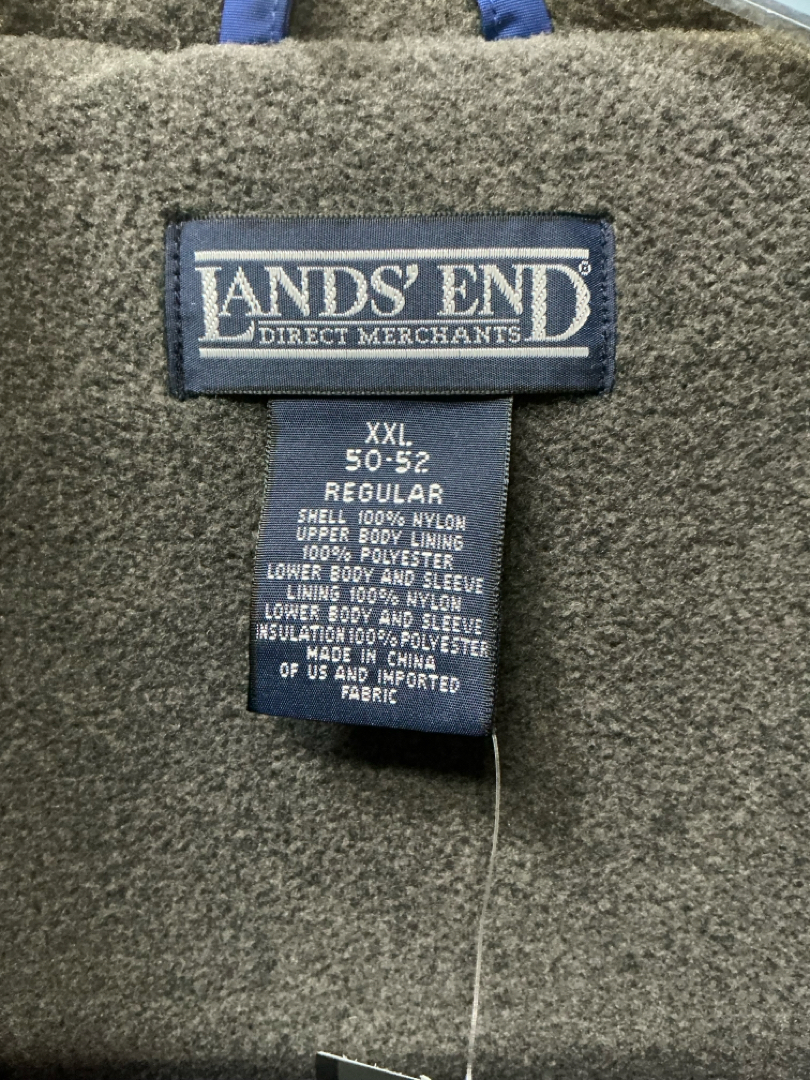 LANDS' END®
DIRECT MERCHANTS
XXL
50-52
REGULAR
SHELL 100% NYLON
UPPER BODY LINING
100% POLYESTER
LOWER BODY AND SLEEVE
LINING 100% NYLON
LOWER BODY AND SLEEVE
INSULATION 100% POLYESTER
MADE IN CHINA
OF US AND IMPORTED
FABRIC